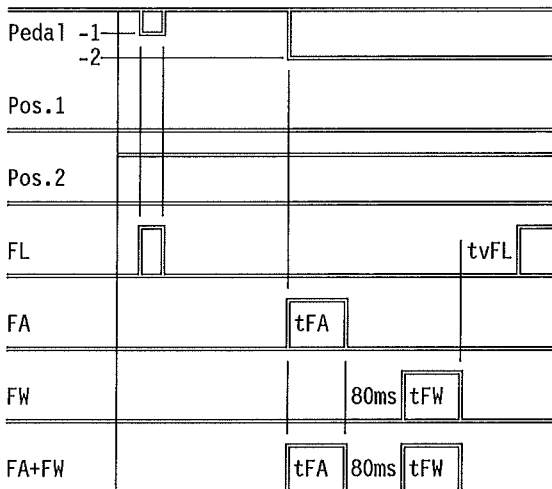 Pedal -1
-2
Pos.1
Pos.2
FL tvFL
FA tFA
FW 80ms tFW
FA+FW tFA 80ms tFW